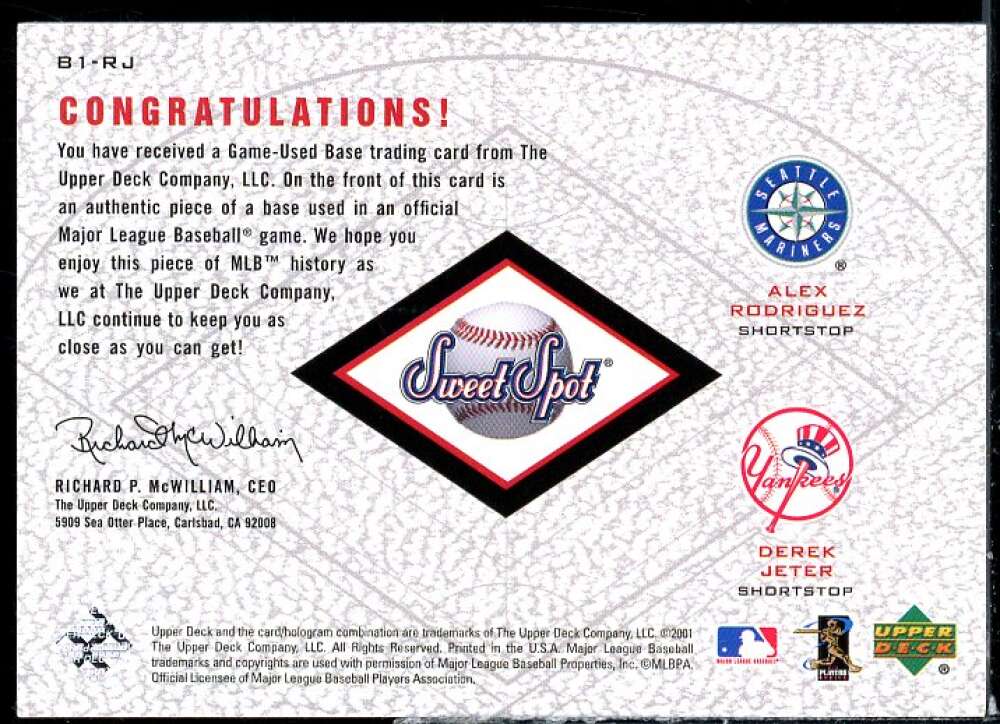 B1-RJ
CONGRATULATIONS!
You have received a Game-Used Base trading card from The
Upper Deck Company, LLC. On the front of this card is
an authentic piece of a base used in an official
Major League Baseball® game. We hope you
enjoy this piece of MLB™ history as
we at The Upper Deck Company,
LLC continue to keep you as
close as you can get!
Sweet Spot®
SEATTLE
MARINERS
®
ALEX
RODRIGUEZ
SHORTSTOP
Yankees
DEREK
JETER
SHORTSTOP
Richard P. McWilliam
RICHARD P. McWILLIAM, CEO
The Upper Deck Company, LLC.
5909 Sea Otter Place, Carlsbad, CA 92008
Upper Deck and the card/hologram combination are trademarks of The Upper Deck Company, LLC. ©2001
The Upper Deck Company, LLC. All Rights Reserved. Printed in the U.S.A. Major League Baseball
trademarks and copyrights are used with permission of Major League Baseball Properties, Inc. ©MLBPA.
Official Licensee of Major League Baseball Players Association.
MAJOR LEAGUE BASEBALL
PLAYERS
UPPER
DECK
®